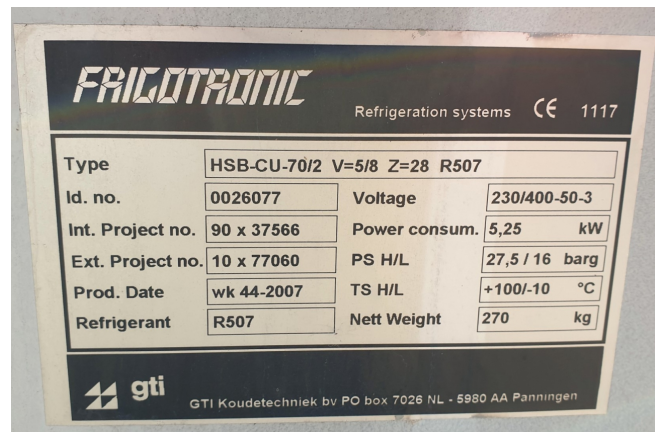 FRIGOTRONIC
Refrigeration systems CE 1117
Type HSB-CU-70/2 V=5/8 Z=28 R507
Id. no. 0026077 Voltage 230/400-50-3
Int. Project no. 90 x 37566 Power consum. 5,25 kW
Ext. Project no. 10 x 77060 PS H/L 27,5 / 16 barg
Prod. Date wk 44-2007 TS H/L +100/-10 °C
Refrigerant R507 Nett Weight 270 kg
gti
GTI Koudetechniek bv PO box 7026 NL - 5980 AA Panningen